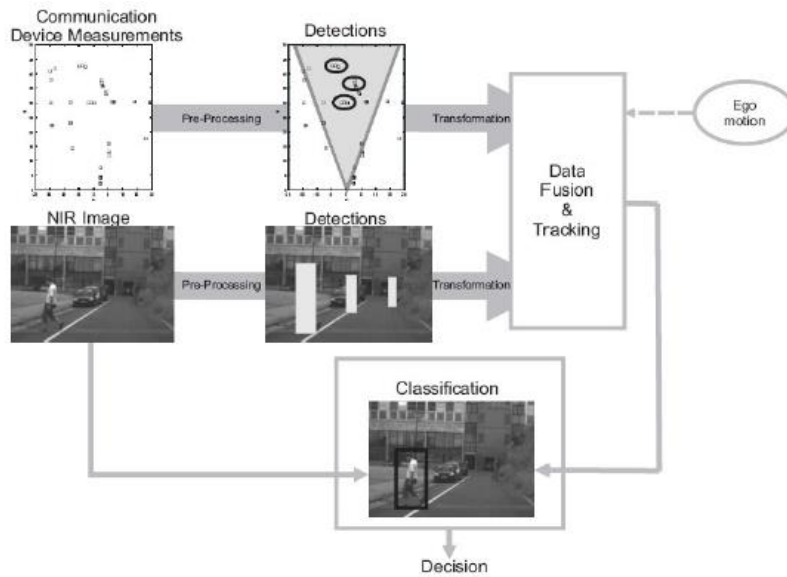 Communication
Device Measurements
Detections
Pre-Processing
Transformation
Ego
motion
Data
Fusion
&
Tracking
NIR Image
Detections
Pre-Processing
Transformation
Classification
Decision